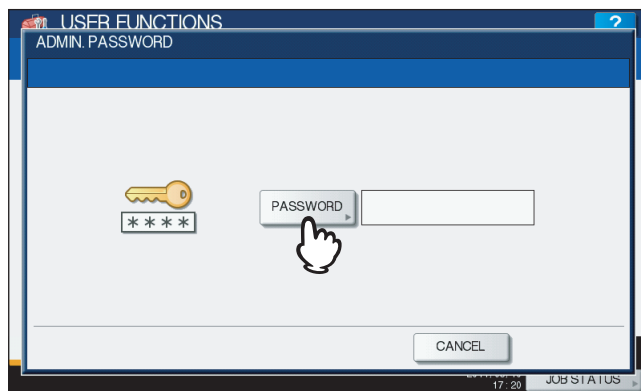 USER FUNCTIONS
?
ADMIN. PASSWORD
PASSWORD
****
CANCEL
17:20
JOB STATUS